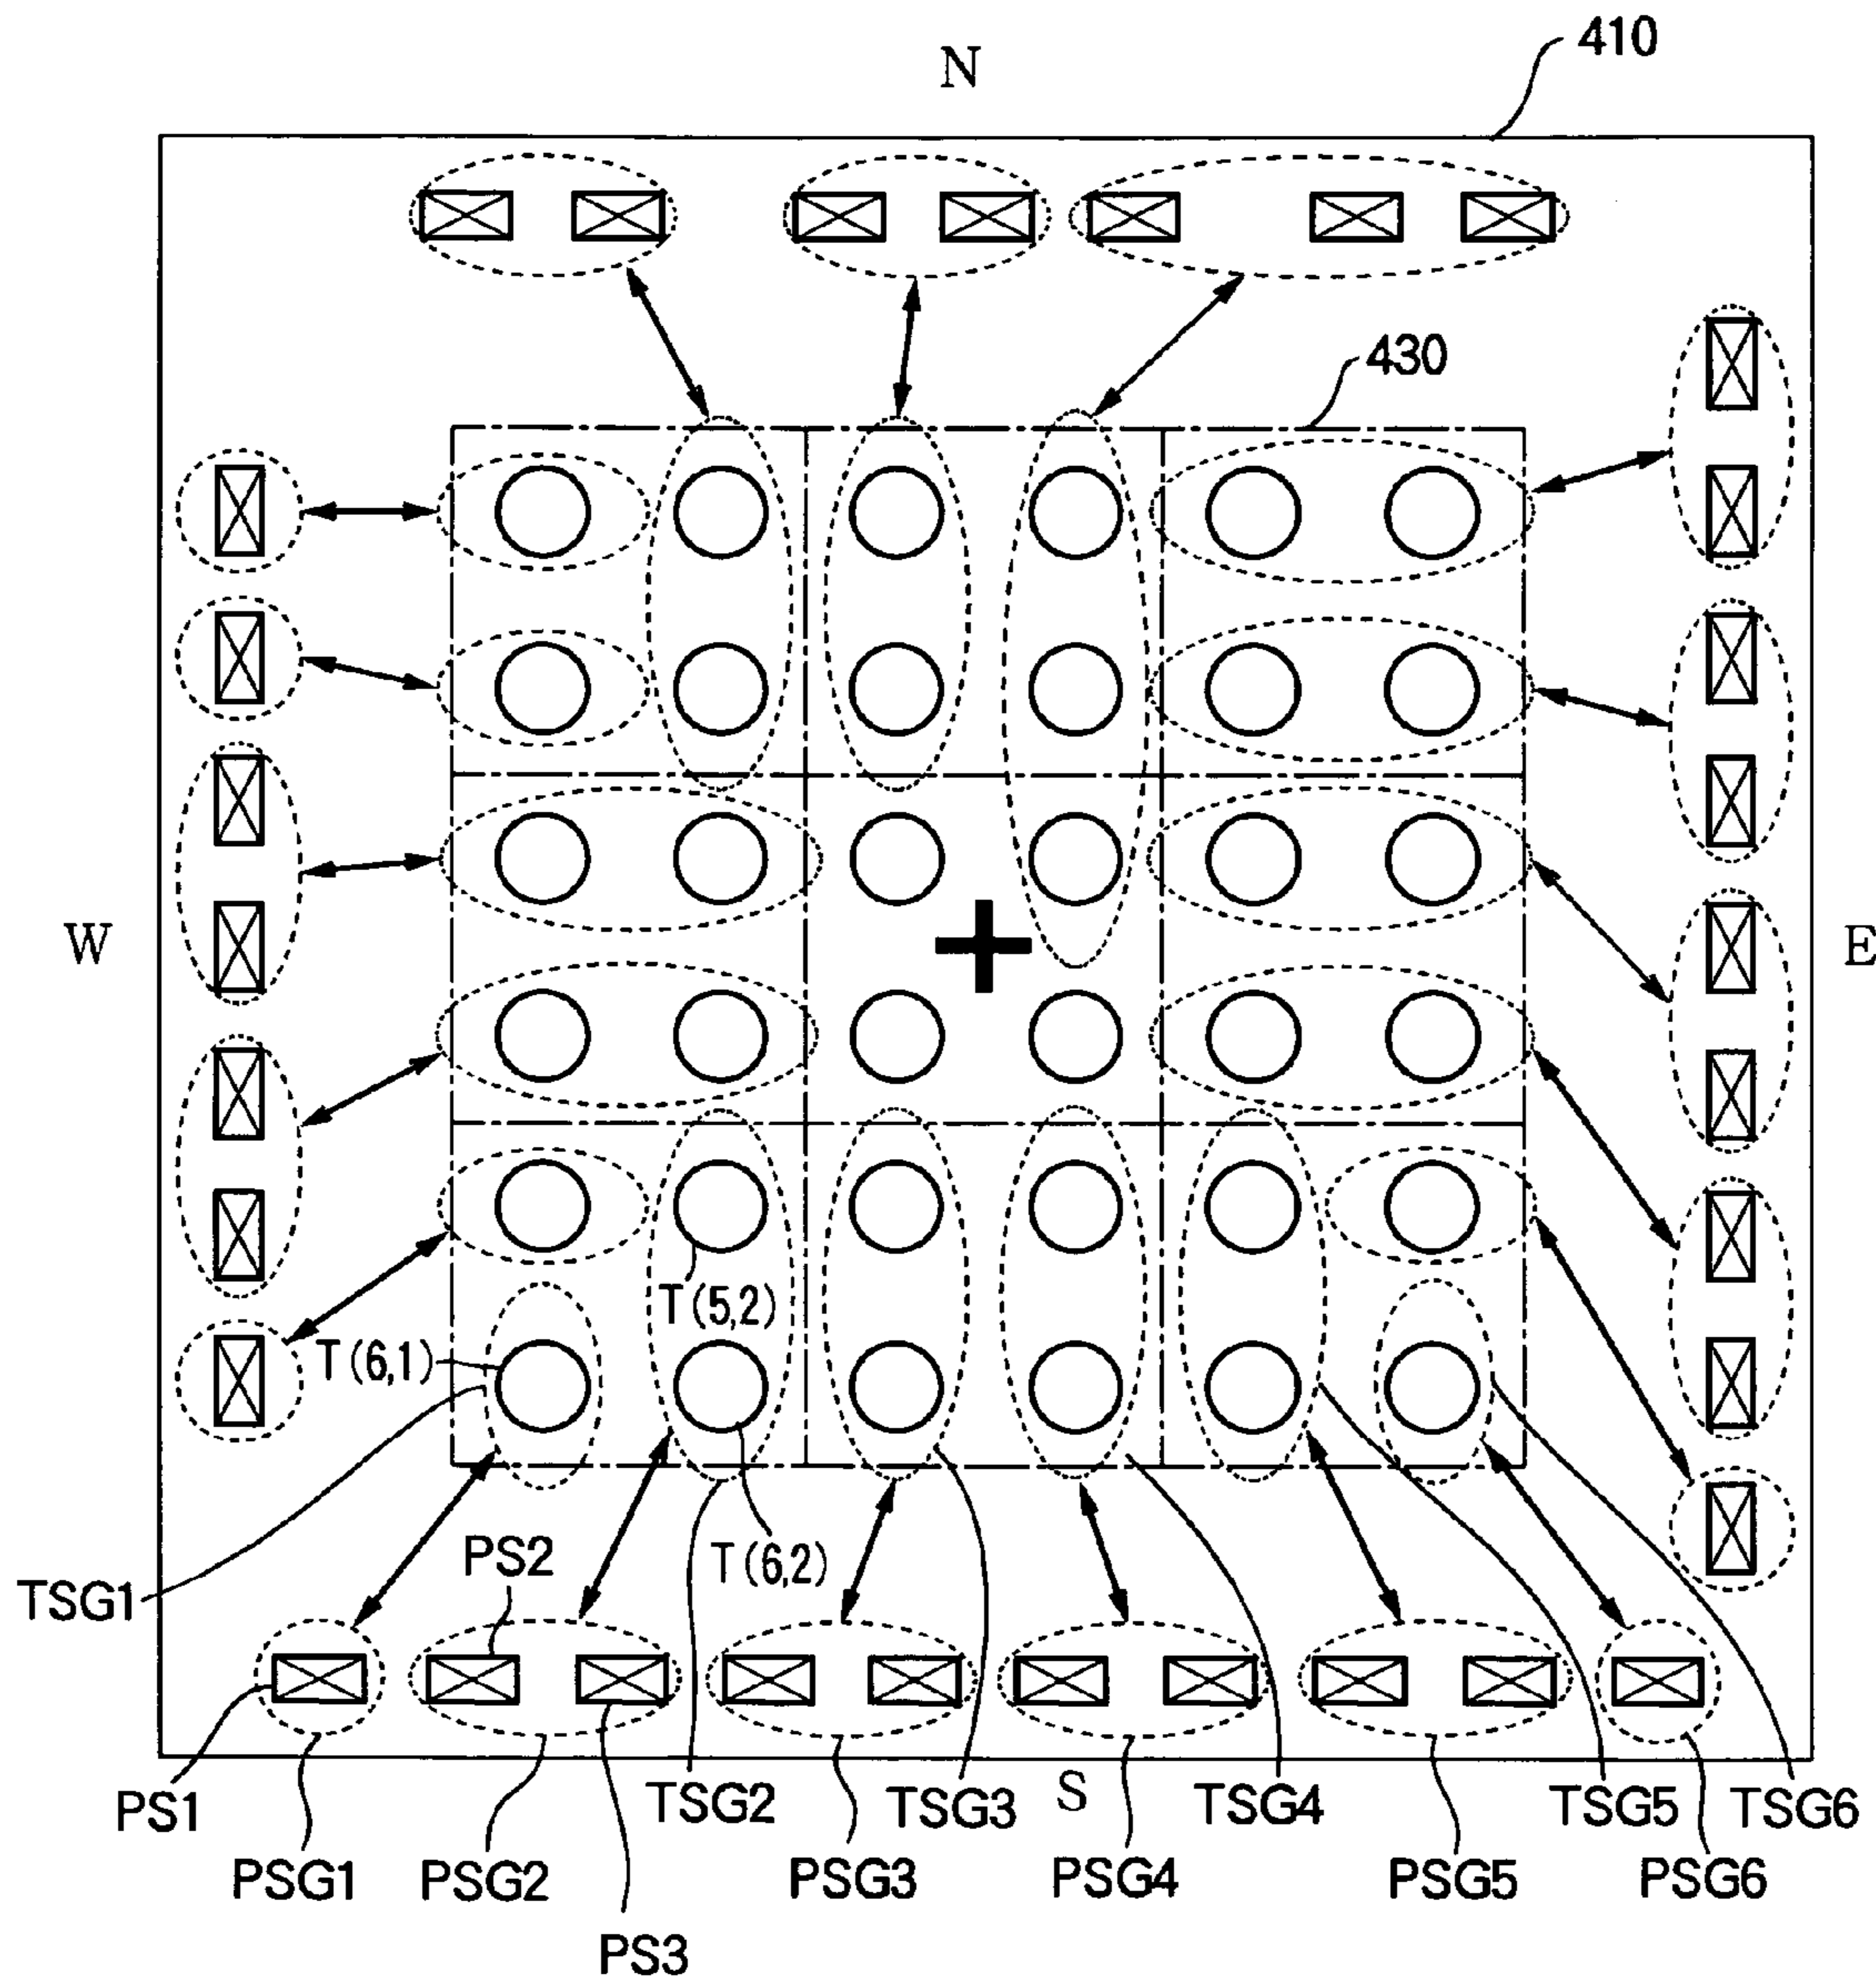 410
N
430
W
E
T(5,2)
T(6,1)
PS2
T(6,2)
TSG1
PS1
TSG2
TSG3
S
TSG4
TSG5
TSG6
PSG1
PSG2
PSG3
PSG4
PSG5
PSG6
PS3